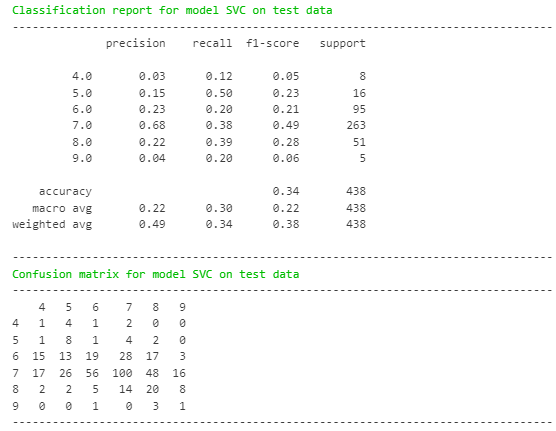 Classification report for model SVC on test data
--------------------------------------------------------------------------------
precision recall f1-score support
4.0 0.03 0.12 0.05 8
5.0 0.15 0.50 0.23 16
6.0 0.23 0.20 0.21 95
7.0 0.68 0.38 0.49 263
8.0 0.22 0.39 0.28 51
9.0 0.04 0.20 0.06 5
accuracy 0.34 438
macro avg 0.22 0.30 0.22 438
weighted avg 0.49 0.34 0.38 438
--------------------------------------------------------------------------------
Confusion matrix for model SVC on test data
--------------------------------------------------------------------------------
4 5 6 7 8 9
4 1 4 1 2 0 0
5 1 8 1 4 2 0
6 15 13 19 28 17 3
7 17 26 56 100 48 16
8 2 2 5 14 20 8
9 0 0 1 0 3 1
--------------------------------------------------------------------------------